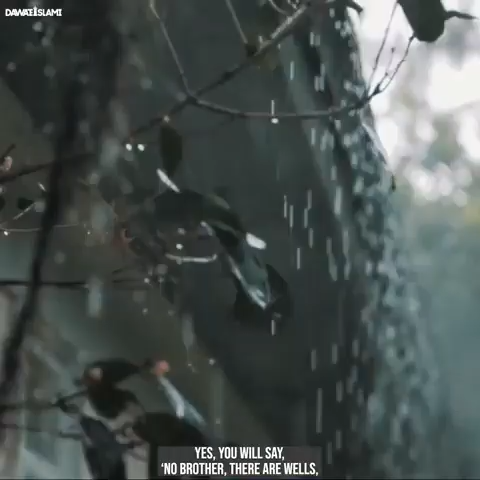 DAWATEISLAMI
YES, YOU WILL SAY,
'NO BROTHER, THERE ARE WELLS,